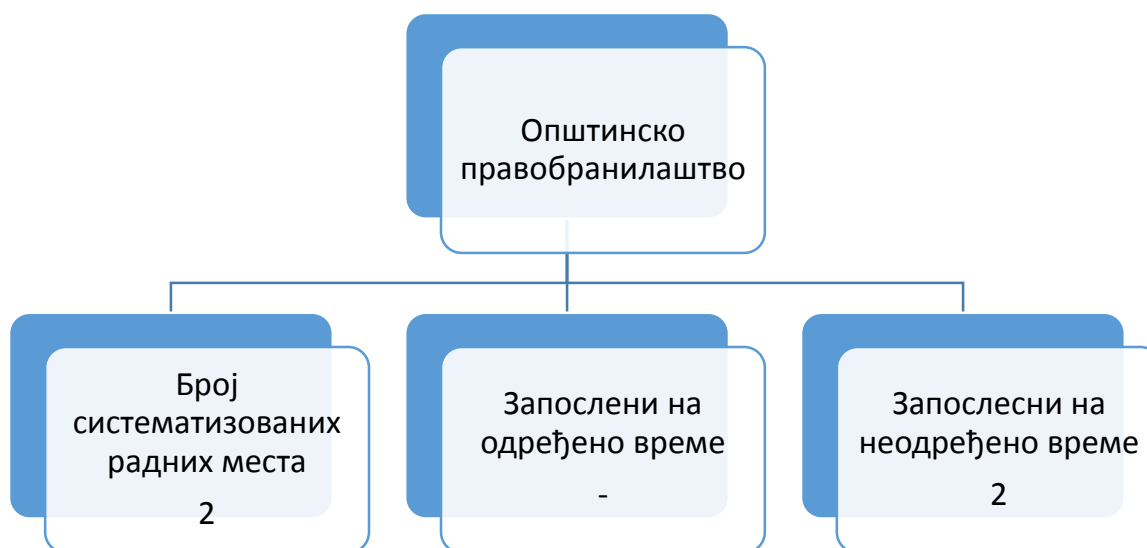 Општинско
правобранилаштво
Број
систематизованих
радних места
2
Запослени на
одређено време
-
Запослесни на
неодређено време
2